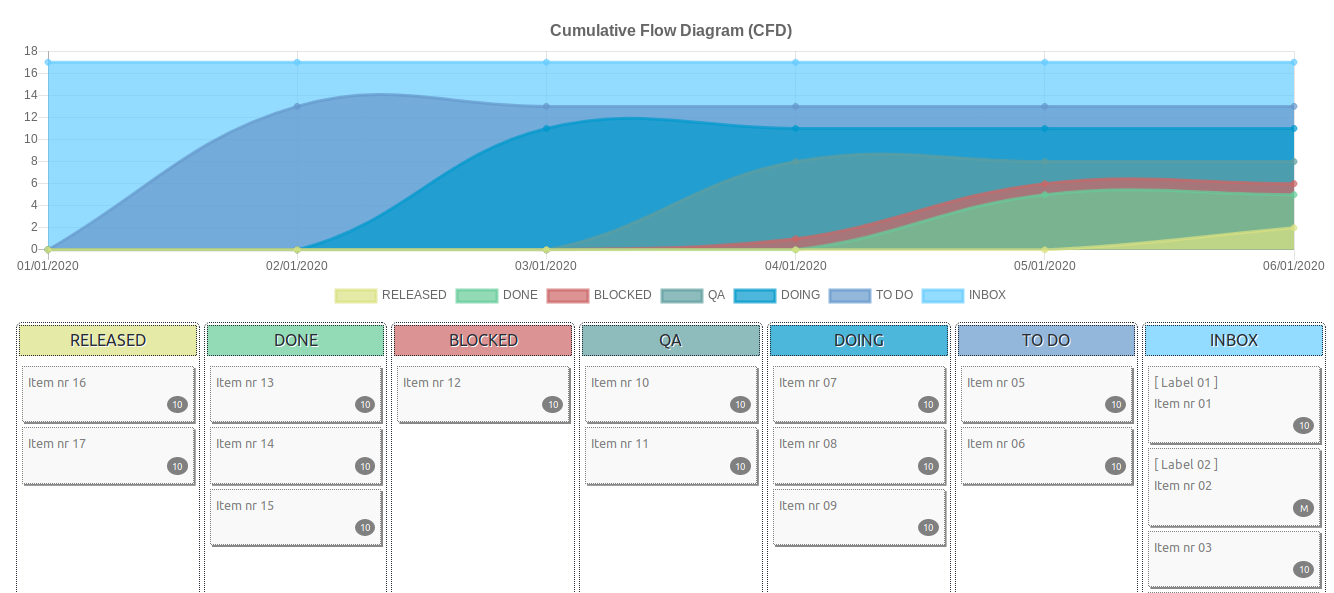 Cumulative Flow Diagram (CFD)
18
16
14
12
10
8
6
4
2
0
01/01/2020 02/01/2020 03/01/2020 04/01/2020 05/01/2020 06/01/2020
RELEASED DONE BLOCKED QA DOING TO DO INBOX
RELEASED
Item nr 16
10
Item nr 17
10
DONE
Item nr 13
10
Item nr 14
10
Item nr 15
10
BLOCKED
Item nr 12
10
QA
Item nr 10
10
Item nr 11
10
DOING
Item nr 07
10
Item nr 08
10
Item nr 09
10
TO DO
Item nr 05
10
Item nr 06
10
INBOX
[ Label 01 ]
Item nr 01
10
[ Label 02 ]
Item nr 02
M
Item nr 03
10